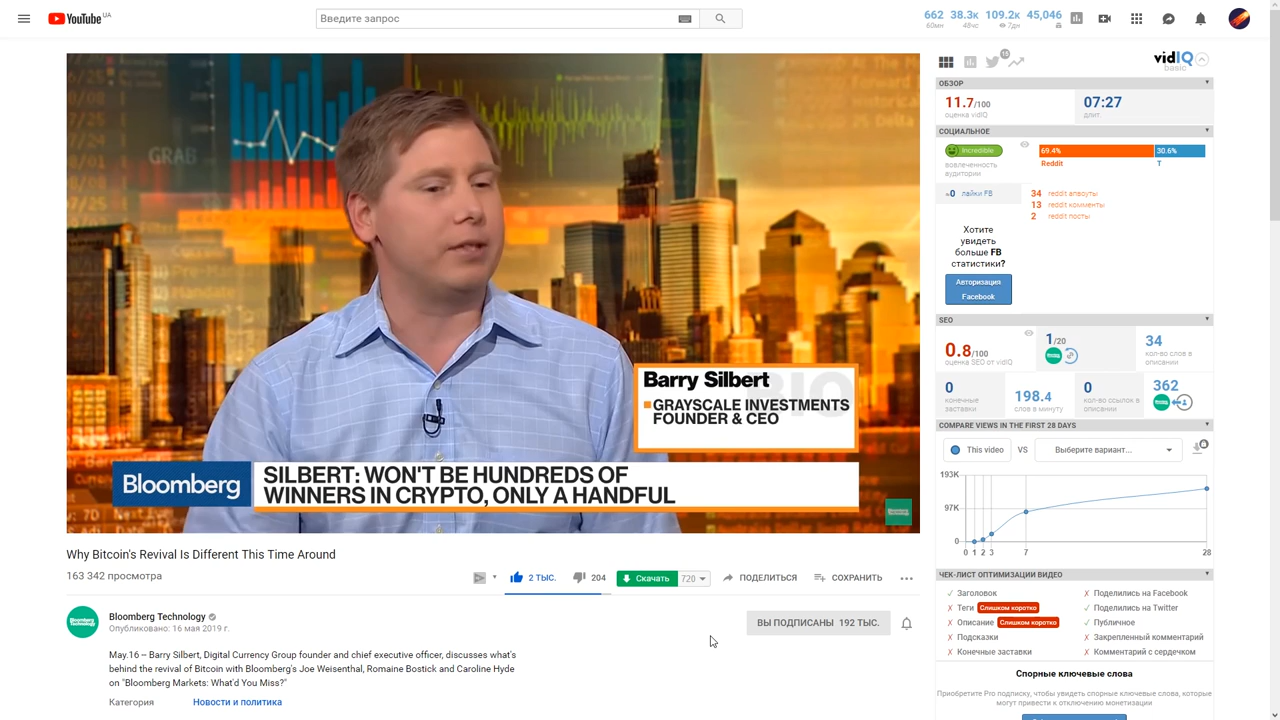 YouTube UA
Введите запрос
662 38.3к 109.2к 45,046
60мн 48чс 7дн
15
vidIQ
basic
GRAB
BIO
Barry Silbert
GRAYSCALE INVESTMENTS
FOUNDER & CEO
Bloomberg
SILBERT: WON'T BE HUNDREDS OF
WINNERS IN CRYPTO, ONLY A HANDFUL
Why Bitcoin's Revival Is Different This Time Around
163 342 просмотра
2 ТЫС. 204 Скачать 720 ПОДЕЛИТЬСЯ СОХРАНИТЬ
Bloomberg Technology
Опубликовано: 16 мая 2019 г.
ВЫ ПОДПИСАНЫ 192 ТЫС.
May.16 -- Barry Silbert, Digital Currency Group founder and chief executive officer, discusses what's
behind the revival of Bitcoin with Bloomberg's Joe Weisenthal, Romaine Bostick and Caroline Hyde
on "Bloomberg Markets: What'd You Miss?"
Категория Новости и политика
ОБЗОР
11.7/100 07:27
оценка vidIQ длит.
СОЦИАЛЬНОЕ
Incredible 69.4% 30.6%
вовлеченность
аудитории
Reddit T
≈0 лайки FB
34 reddit апвоуты
13 reddit комменты
2 reddit посты
Хотите
увидеть
больше FB
статистики?
Авторизация
Facebook
SEO
0.8/100 1/20 34
оценка SEO от vidIQ
кол-во слов в
описании
0 198.4 0 362
конечные
заставки
слов в минуту
кол-во ссылок в
описании
COMPARE VIEWS IN THE FIRST 28 DAYS
This video VS Выберите вариант...
193K
97K
0
0 1 2 3 7 28
ЧЕК-ЛИСТ ОПТИМИЗАЦИИ ВИДЕО
✓ Заголовок ✗ Поделились на Facebook
✗ Теги Слишком коротко ✓ Поделились на Twitter
✗ Описание Слишком коротко ✓ Публичное
✗ Подсказки ✗ Закрепленный комментарий
✗ Конечные заставки ✗ Комментарий с сердечком
Спорные ключевые слова
Приобретите Pro подписку, чтобы увидеть спорные ключевые слова, которые
могут привести к отключению монетизации